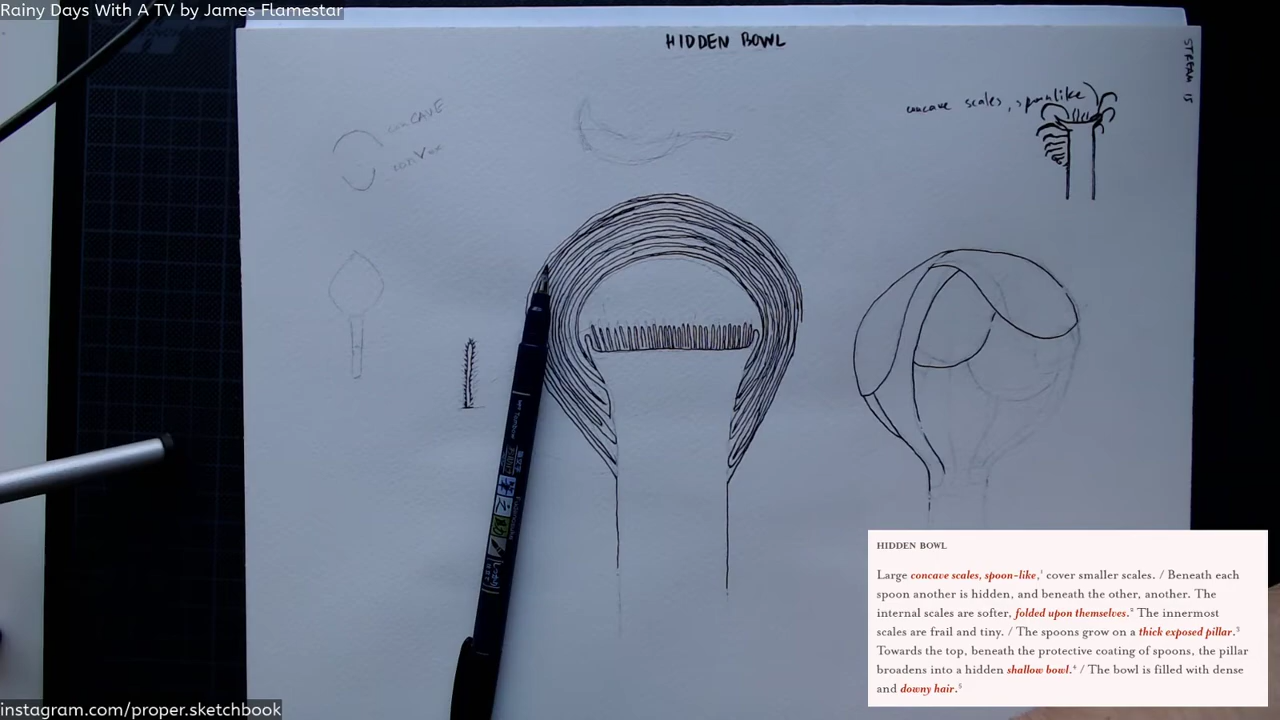 Rainy Days With A TV by James Flamestar
HIDDEN BOWL
STREAM 15
concave scales, spoonlike
conCAVE
conVex
HIDDEN BOWL
Large concave scales, spoon-like,¹ cover smaller scales. / Beneath each
spoon another is hidden, and beneath the other, another. The
internal scales are softer, folded upon themselves.² The innermost
scales are frail and tiny. / The spoons grow on a thick exposed pillar.³
Towards the top, beneath the protective coating of spoons, the pillar
broadens into a hidden shallow bowl.⁴ / The bowl is filled with dense
and downy hair.⁵
instagram.com/proper.sketchbook